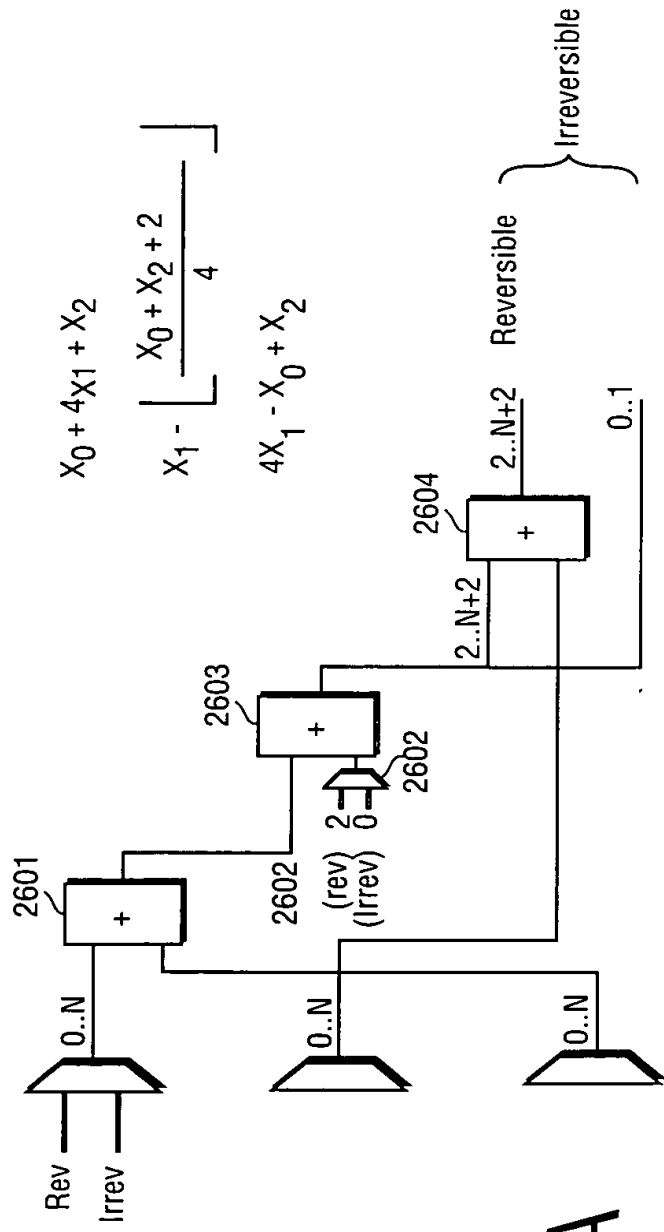 Rev
Irrev
0..N
0..N
0..N
2601
+
2602
(rev) 2
(Irrev) 0
2602
2603
+
2..N+2
2604
+
2..N+2
0..1
Reversible
Irreversible
X0 + 4X1 + X2
X1 - ⌊ X0 + X2 + 2
4 ⌋
4X1 - X0 + X2